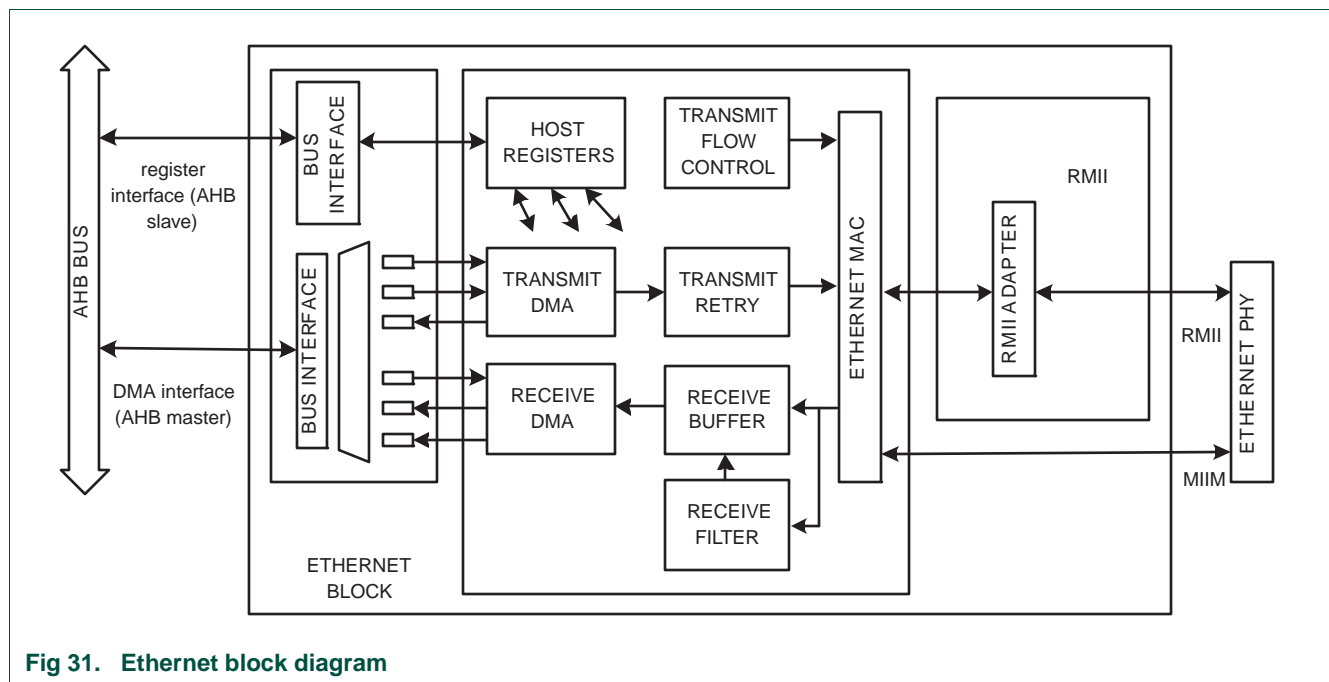 AHB BUS
register
interface (AHB
slave)
DMA interface
(AHB master)
BUS
INTERFACE
BUS INTERFACE
ETHERNET
BLOCK
HOST
REGISTERS
TRANSMIT
FLOW
CONTROL
TRANSMIT
DMA
TRANSMIT
RETRY
RECEIVE
DMA
RECEIVE
BUFFER
RECEIVE
FILTER
ETHERNET MAC
RMII
RMII ADAPTER
RMII
MIIM
ETHERNET PHY
Fig 31. Ethernet block diagram